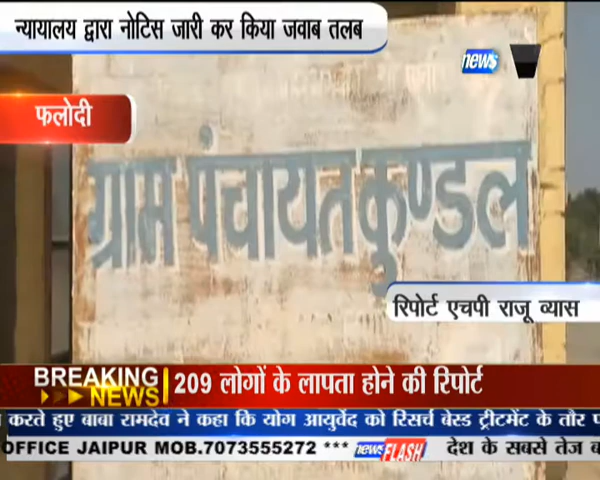 न्यायालय द्वारा नोटिस जारी कर किया जवाब तलब
news
फलोदी
ग्राम पंचायत कुण्डल
रिपोर्ट एचपी राजू व्यास
BREAKING NEWS
209 लोगों के लापता होने की रिपोर्ट
करते हुए बाबा रामदेव ने कहा कि योग आयुर्वेद को रिसर्च बेस्ड ट्रीटमेंट के तौर
OFFICE JAIPUR MOB.7073555272 *** news FLASH देश के सबसे तेज